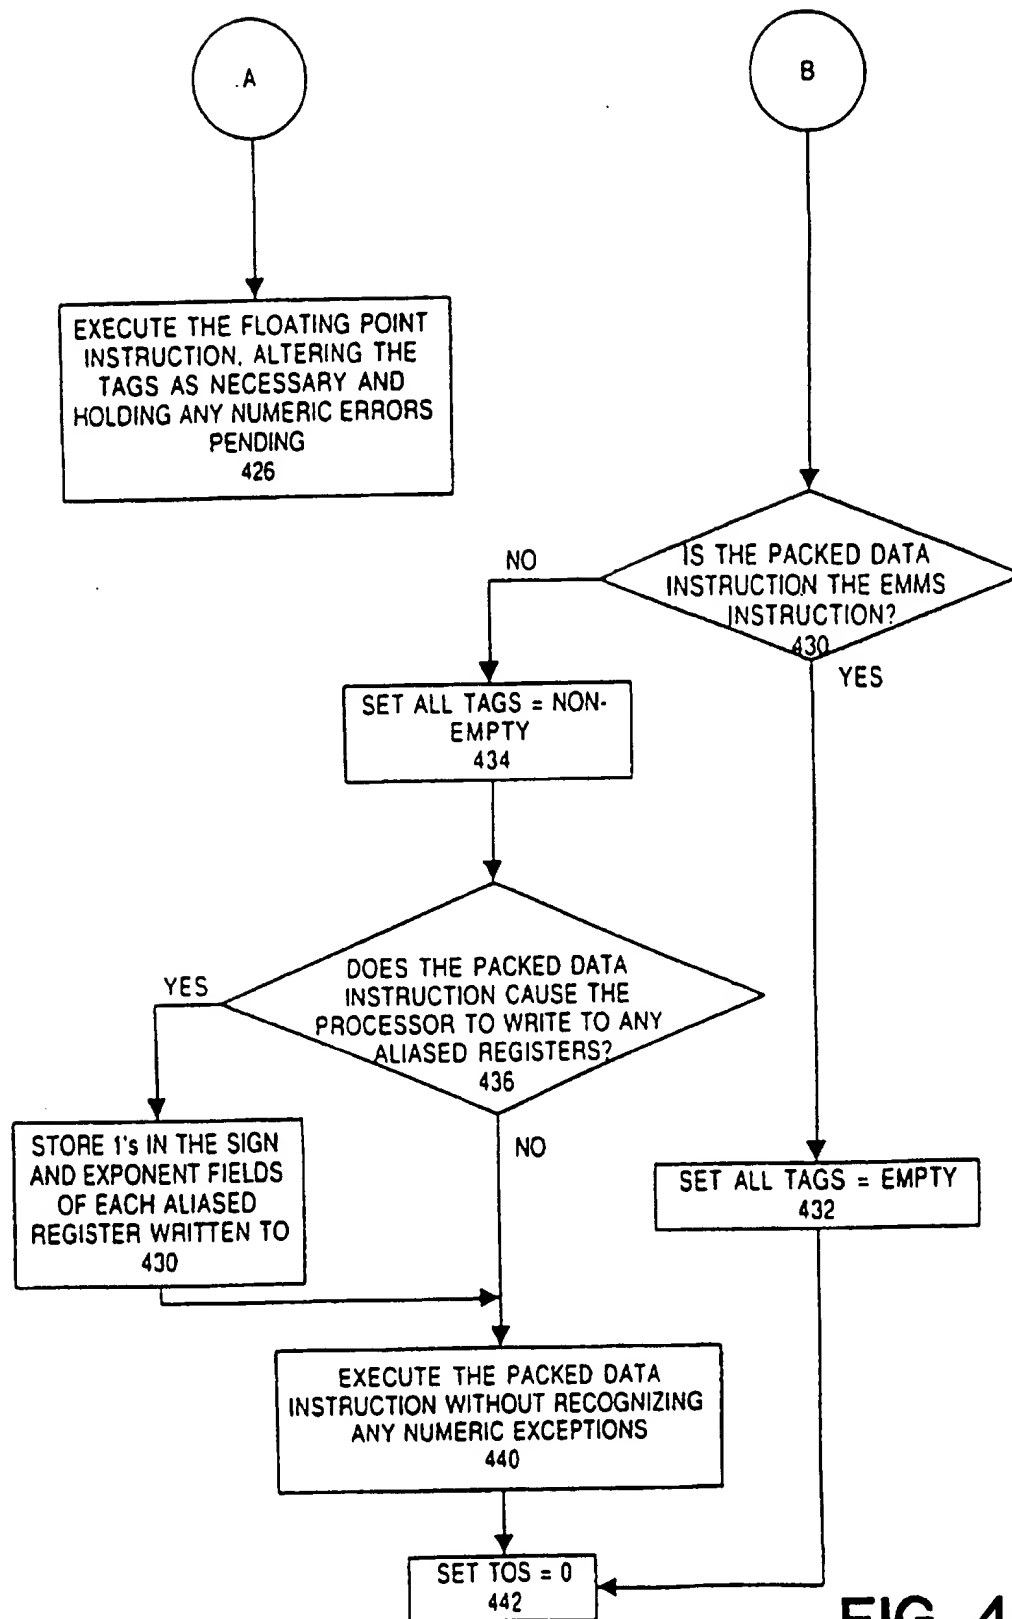 .A
B
EXECUTE THE FLOATING POINT
INSTRUCTION. ALTERING THE
TAGS AS NECESSARY AND
HOLDING ANY NUMERIC ERRORS
PENDING
426
NO
IS THE PACKED DATA
INSTRUCTION THE EMMS
INSTRUCTION?
430
YES
SET ALL TAGS = NON-
EMPTY
434
YES
DOES THE PACKED DATA
INSTRUCTION CAUSE THE
PROCESSOR TO WRITE TO ANY
ALIASED REGISTERS?
436
NO
STORE 1's IN THE SIGN
AND EXPONENT FIELDS
OF EACH ALIASED
REGISTER WRITTEN TO
430
SET ALL TAGS = EMPTY
432
EXECUTE THE PACKED DATA
INSTRUCTION WITHOUT RECOGNIZING
ANY NUMERIC EXCEPTIONS
440
SET TOS = 0
442
FIG. 4